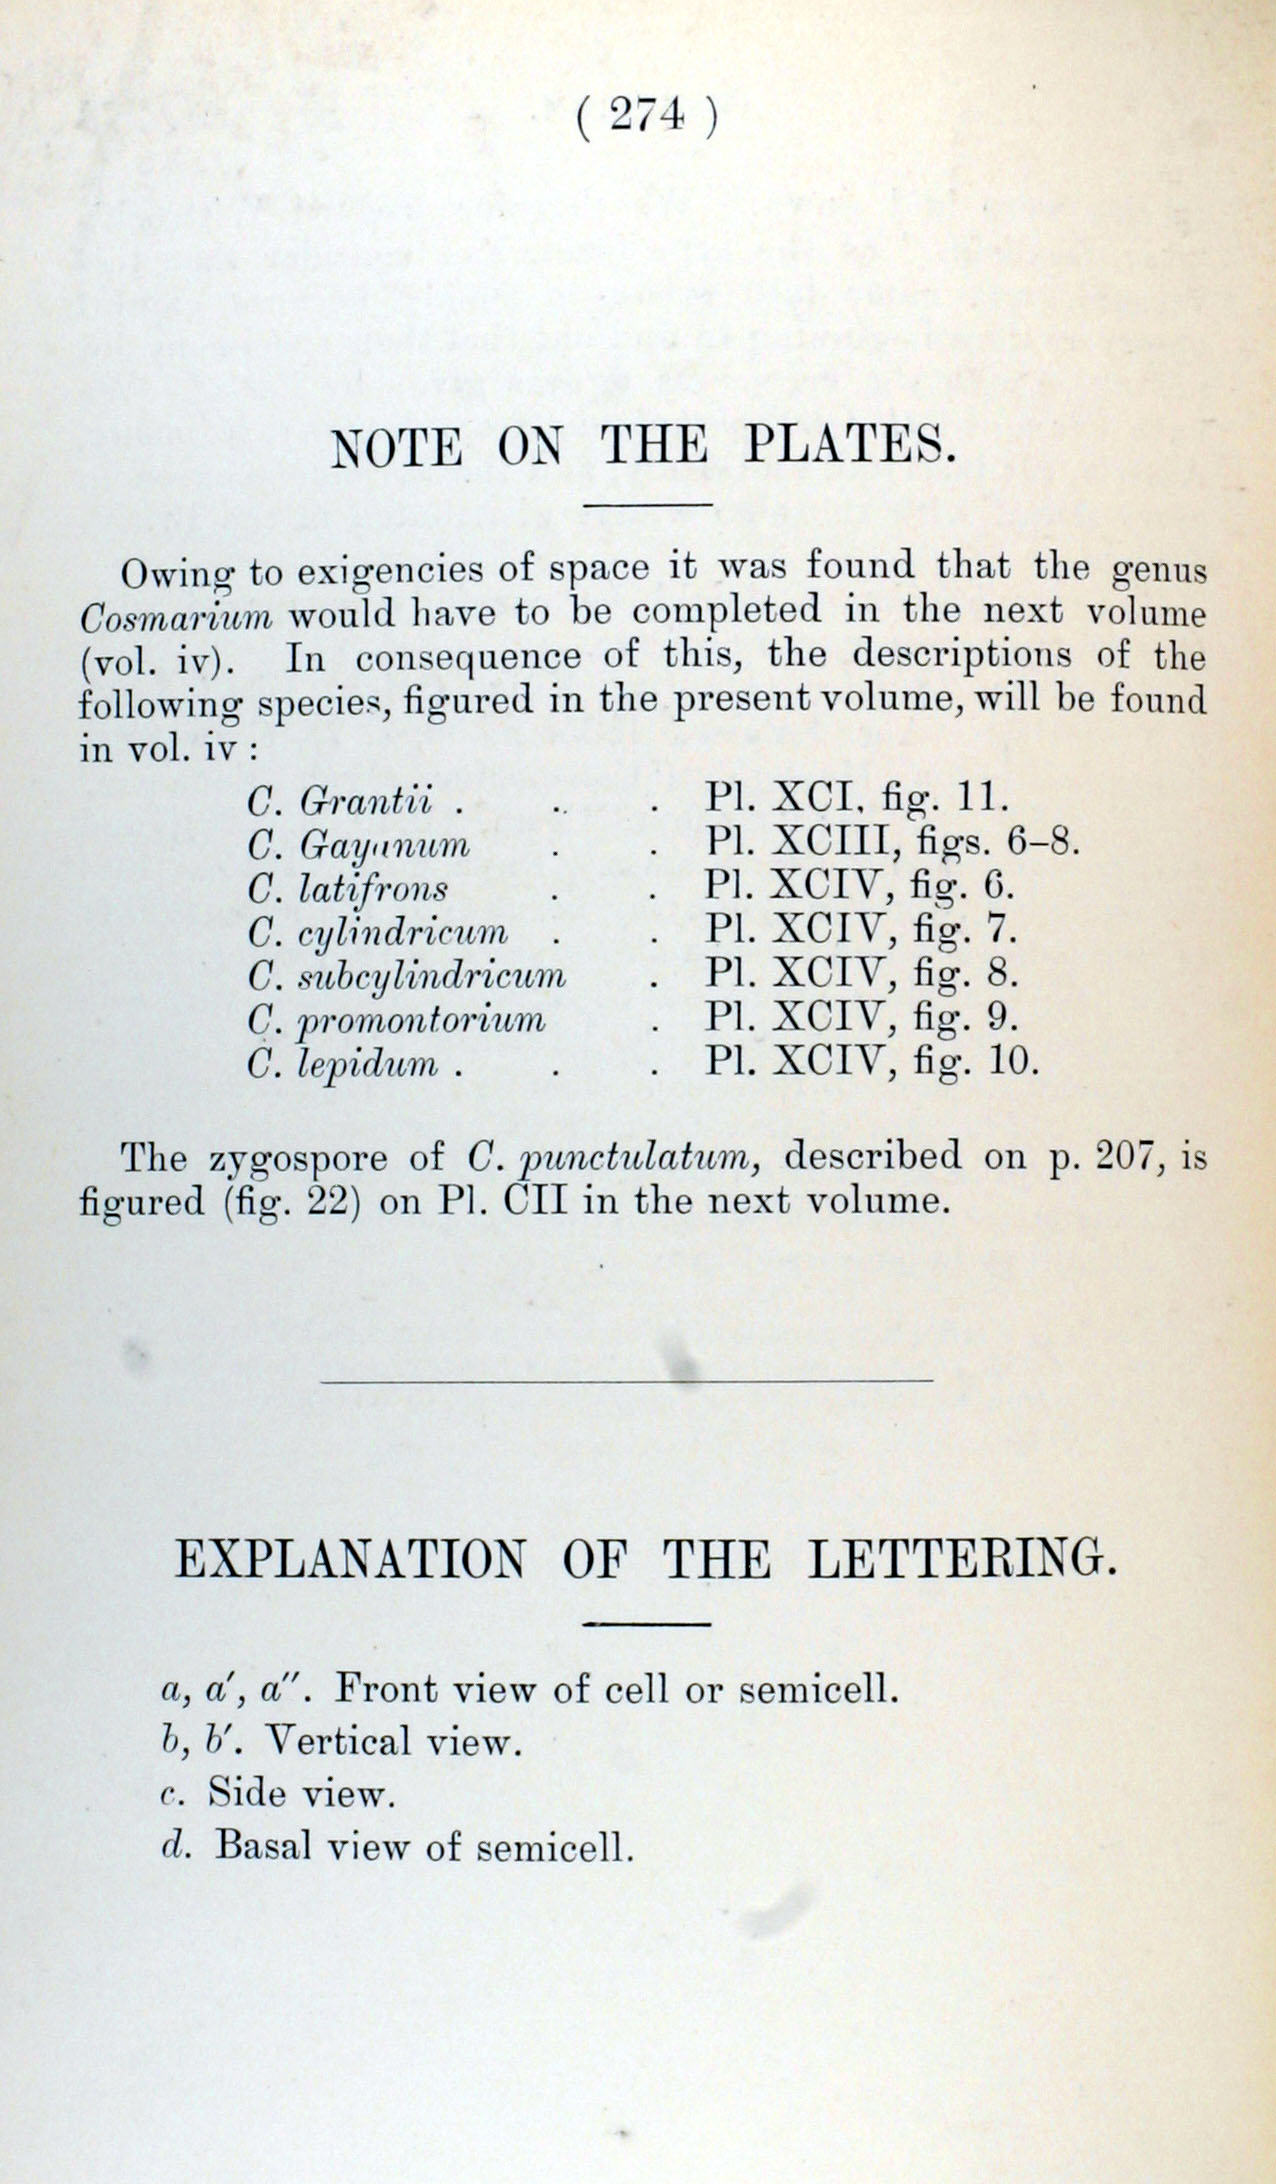 ( 274 )
NOTE ON THE PLATES.
Owing to exigencies of space it was found that the genus
Cosmarium would have to be completed in the next volume
(vol. iv). In consequence of this, the descriptions of the
following species, figured in the present volume, will be found
in vol. iv :
C. Grantii . . . Pl. XCI, fig. 11.
C. Gayanum . . Pl. XCIII, figs. 6–8.
C. latifrons . . Pl. XCIV, fig. 6.
C. cylindricum . . Pl. XCIV, fig. 7.
C. subcylindricum . Pl. XCIV, fig. 8.
C. promontorium . Pl. XCIV, fig. 9.
C. lepidum . . . Pl. XCIV, fig. 10.
The zygospore of C. punctulatum, described on p. 207, is
figured (fig. 22) on Pl. CII in the next volume.
EXPLANATION OF THE LETTERING.
a, a′, a″. Front view of cell or semicell.
b, b′. Vertical view.
c. Side view.
d. Basal view of semicell.